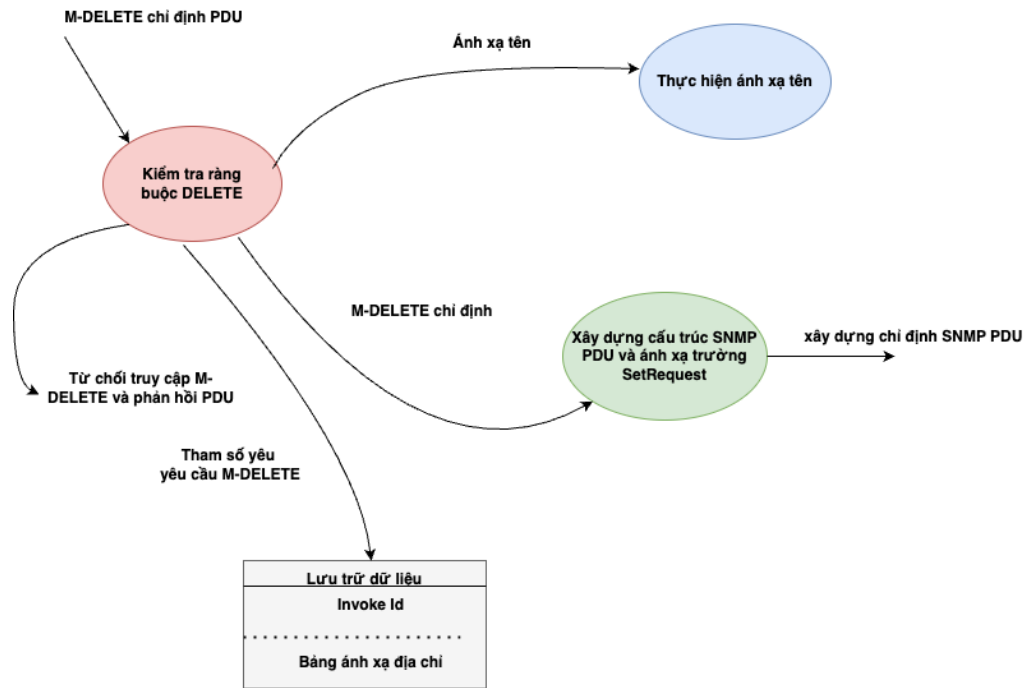 M-DELETE chỉ định PDU
Ánh xạ tên
Thực hiện ánh xạ tên
Kiểm tra ràng
buộc DELETE
M-DELETE chỉ định
Xây dựng cấu trúc SNMP
PDU và ánh xạ trường
SetRequest
xây dựng chỉ định SNMP PDU
Từ chối truy cập M-
DELETE và phản hồi PDU
Tham số yêu
yêu cầu M-DELETE
Lưu trữ dữ liệu
Invoke Id
Bảng ánh xạ địa chỉ